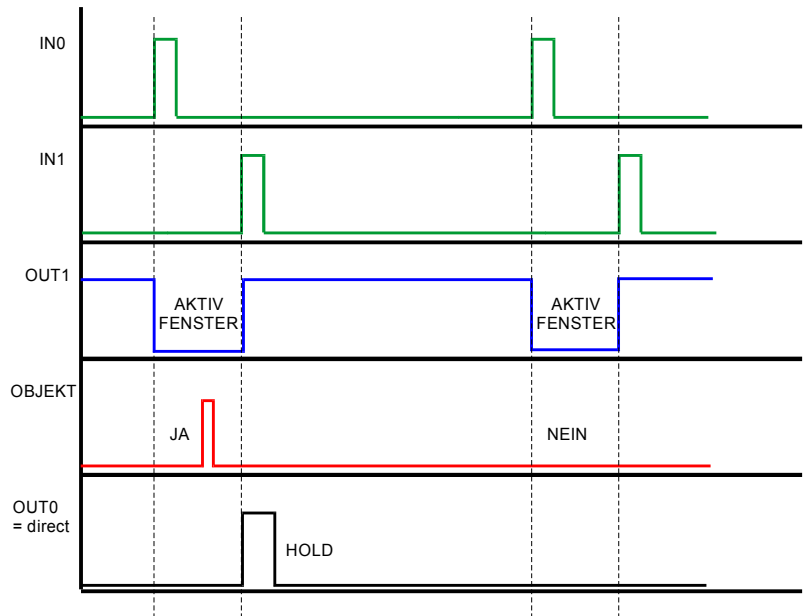 IN0
IN1
OUT1
AKTIV
FENSTER
AKTIV
FENSTER
OBJEKT
JA
NEIN
OUT0
= direct
HOLD